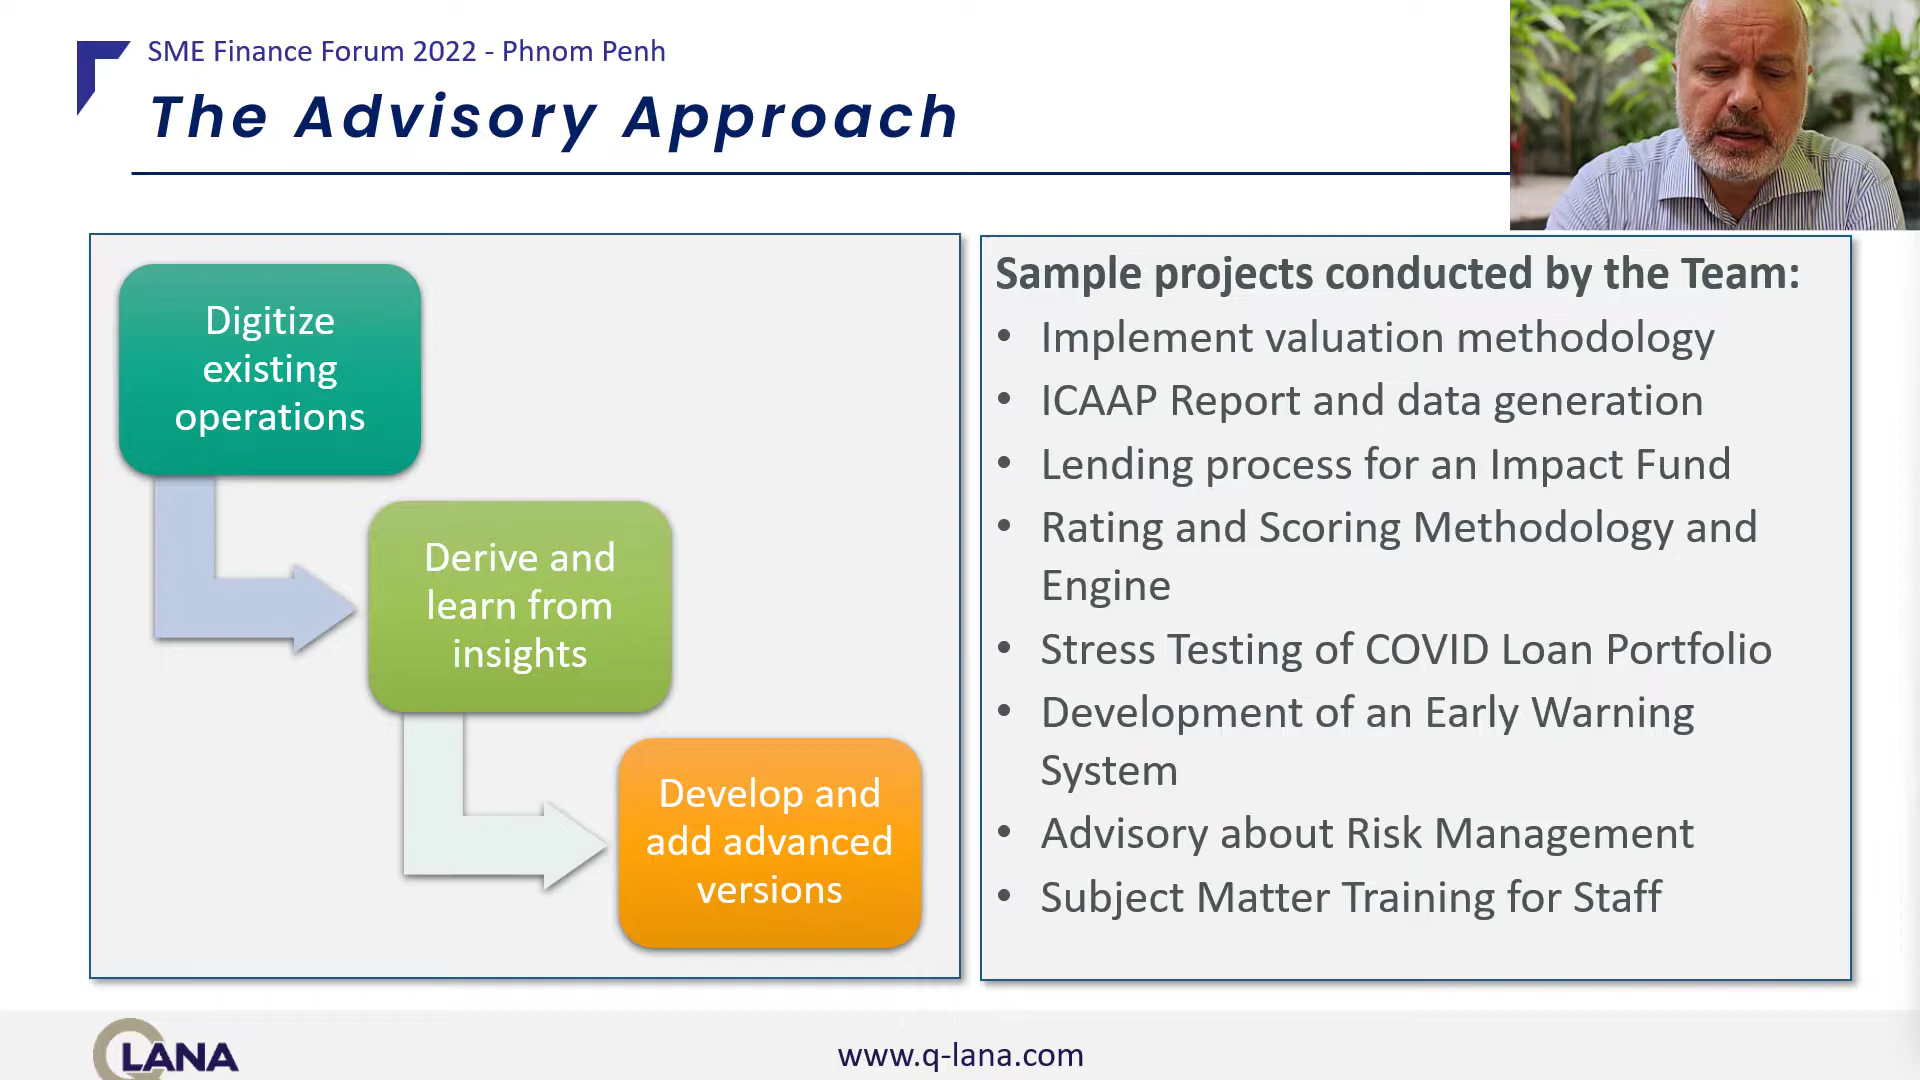 SME Finance Forum 2022 - Phnom Penh
The Advisory Approach
Digitize
existing
operations
Derive and
learn from
insights
Develop and
add advanced
versions
Sample projects conducted by the Team:
• Implement valuation methodology
• ICAAP Report and data generation
• Lending process for an Impact Fund
• Rating and Scoring Methodology and
Engine
• Stress Testing of COVID Loan Portfolio
• Development of an Early Warning
System
• Advisory about Risk Management
• Subject Matter Training for Staff
QLANA
www.q-lana.com